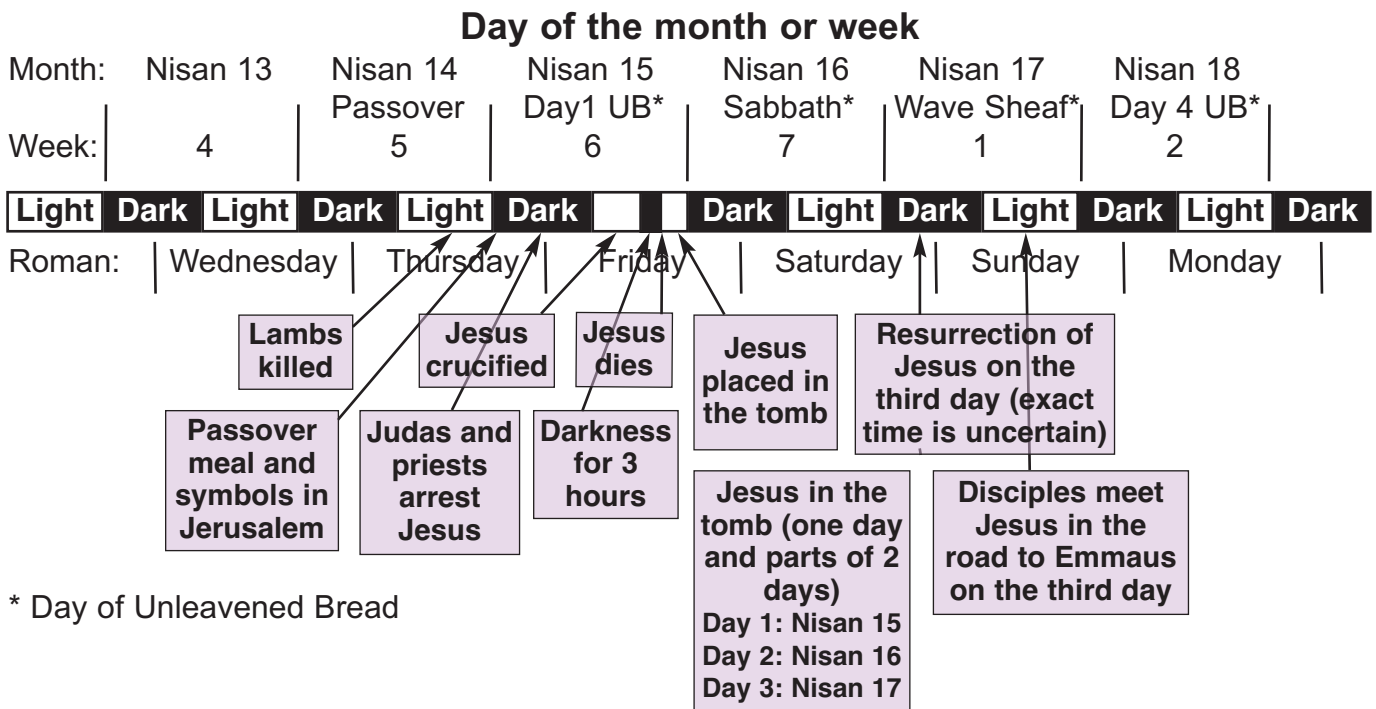 Day of the month or week
Month: Nisan 13 Nisan 14 Nisan 15 Nisan 16 Nisan 17 Nisan 18
Passover Day1 UB* Sabbath* Wave Sheaf* Day 4 UB*
Week: 4 5 6 7 1 2
Light Dark Light Dark Light Dark Dark Light Dark Light Dark Light Dark
Roman: Wednesday Thursday Friday Saturday Sunday Monday
Lambs
killed
Jesus
crucified
Jesus
dies
Jesus
placed in
the tomb
Resurrection of
Jesus on the
third day (exact
time is uncertain)
Passover
meal and
symbols in
Jerusalem
Judas and
priests
arrest
Jesus
Darkness
for 3
hours
Jesus in the
tomb (one day
and parts of 2
days)
Day 1: Nisan 15
Day 2: Nisan 16
Day 3: Nisan 17
Disciples meet
Jesus in the
road to Emmaus
on the third day
* Day of Unleavened Bread